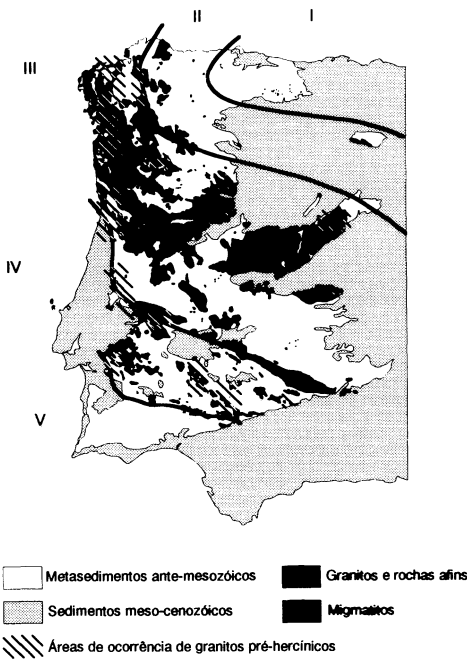 II I
III
IV
V
Metasedimentos ante-mesozóicos Granitos e rochas afins
Sedimentos meso-cenozóicos Migmatitos
Áreas de ocorrência de granitos pré-hercínicos